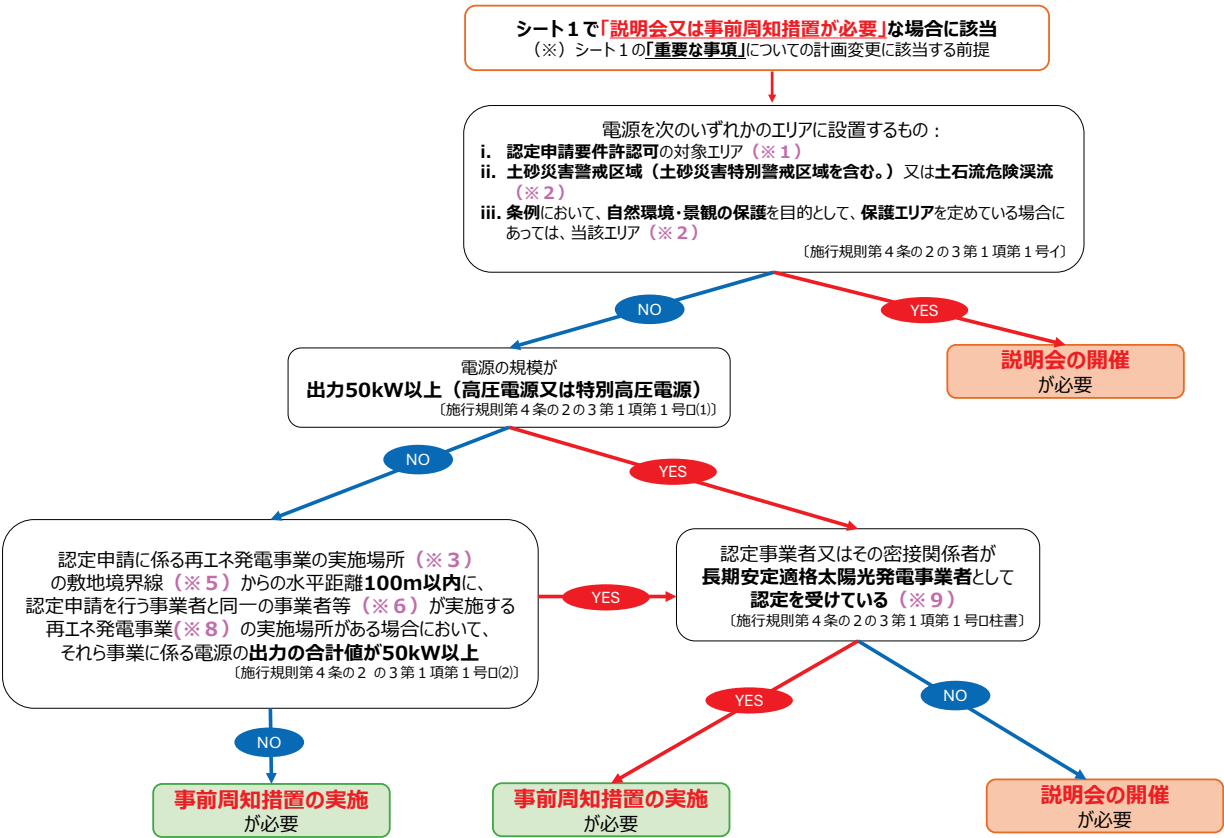 シート１で「説明会又は事前周知措置が必要」な場合に該当
（※）シート１の「重要な事項」についての計画変更に該当する前提
電源を次のいずれかのエリアに設置するもの：
i. 認定申請要件許認可の対象エリア（※１）
ii. 土砂災害警戒区域（土砂災害特別警戒区域を含む。）又は土石流危険渓流
（※２）
iii. 条例において、自然環境・景観の保護を目的として、保護エリアを定めている場合に
あっては、当該エリア（※２）
〔施行規則第４条の２の３第１項第１号イ〕
NO
YES
電源の規模が
出力50kW以上（高圧電源又は特別高圧電源）
〔施行規則第４条の２の３第１項第１号ロ⑴〕
説明会の開催
が必要
NO
YES
認定申請に係る再エネ発電事業の実施場所（※３）
の敷地境界線（※５）からの水平距離100m以内に、
認定申請を行う事業者と同一の事業者等（※６）が実施する
再エネ発電事業(※８）の実施場所がある場合において、
それら事業に係る電源の出力の合計値が50kW以上
〔施行規則第４条の２ の３第１項第１号ロ⑵〕
YES
認定事業者又はその密接関係者が
長期安定適格太陽光発電事業者として
認定を受けている（※９）
〔施行規則第４条の２の３第１項第１号ロ柱書〕
NO
YES
NO
事前周知措置の実施
が必要
事前周知措置の実施
が必要
説明会の開催
が必要